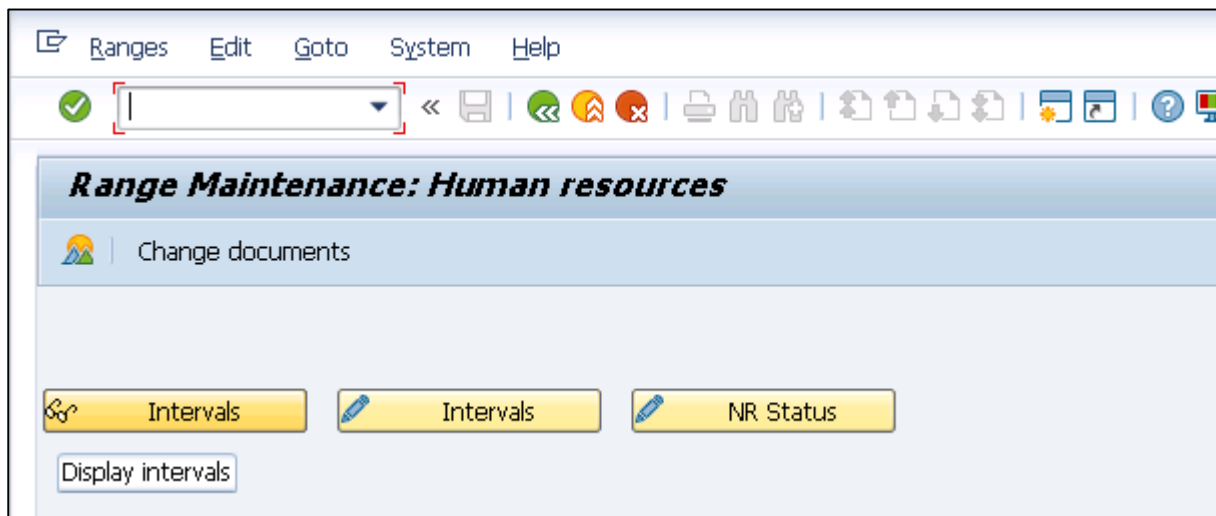 Ranges Edit Goto System Help
Range Maintenance: Human resources
Change documents
Intervals Intervals NR Status
Display intervals